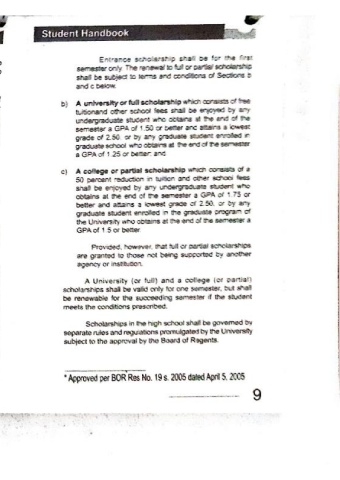 Student Handbook
Entrance scholarship shall be for the first
semester only. The renewal to full or partial scholarship
shall be subject to terms and conditions of Sections b
and c below.
b) A university or full scholarship which consists of free
tuitionand other school fees shall be enjoyed by any
undergraduate student who obtains at the end of the
semester a GPA of 1.50 or better and attains a lowest
grade of 2.50. or by any graduate student enrolled in
graduate school who obtains at the end of the semester
a GPA of 1.25 or better: and
c) A college or partial scholarship which consists of a
50 percent reduction in tuition and other school fees
shall be enjoyed by any undergraduate student who
obtains at the end of the semester a GPA of 1.75 or
better and attains a lowest grade of 2.50. or by any
graduate student enrolled in the graduate program of
the University who obtains at the end of the semester a
GPA of 1.5 or better.
Provided, however, that full or partial scholarships
are granted to those not being supported by another
agency or institution.
A University (or full) and a college (or partial)
scholarships shall be valid only for one semester, but shall
be renewable for the succeeding semester if the student
meets the conditions prescribed.
Scholarships in the high school shall be governed by
separate rules and regulations promulgated by the University
subject to the approval by the Board of Regents.
* Approved per BOR Res No. 19 s. 2005 dated April 5, 2005
9